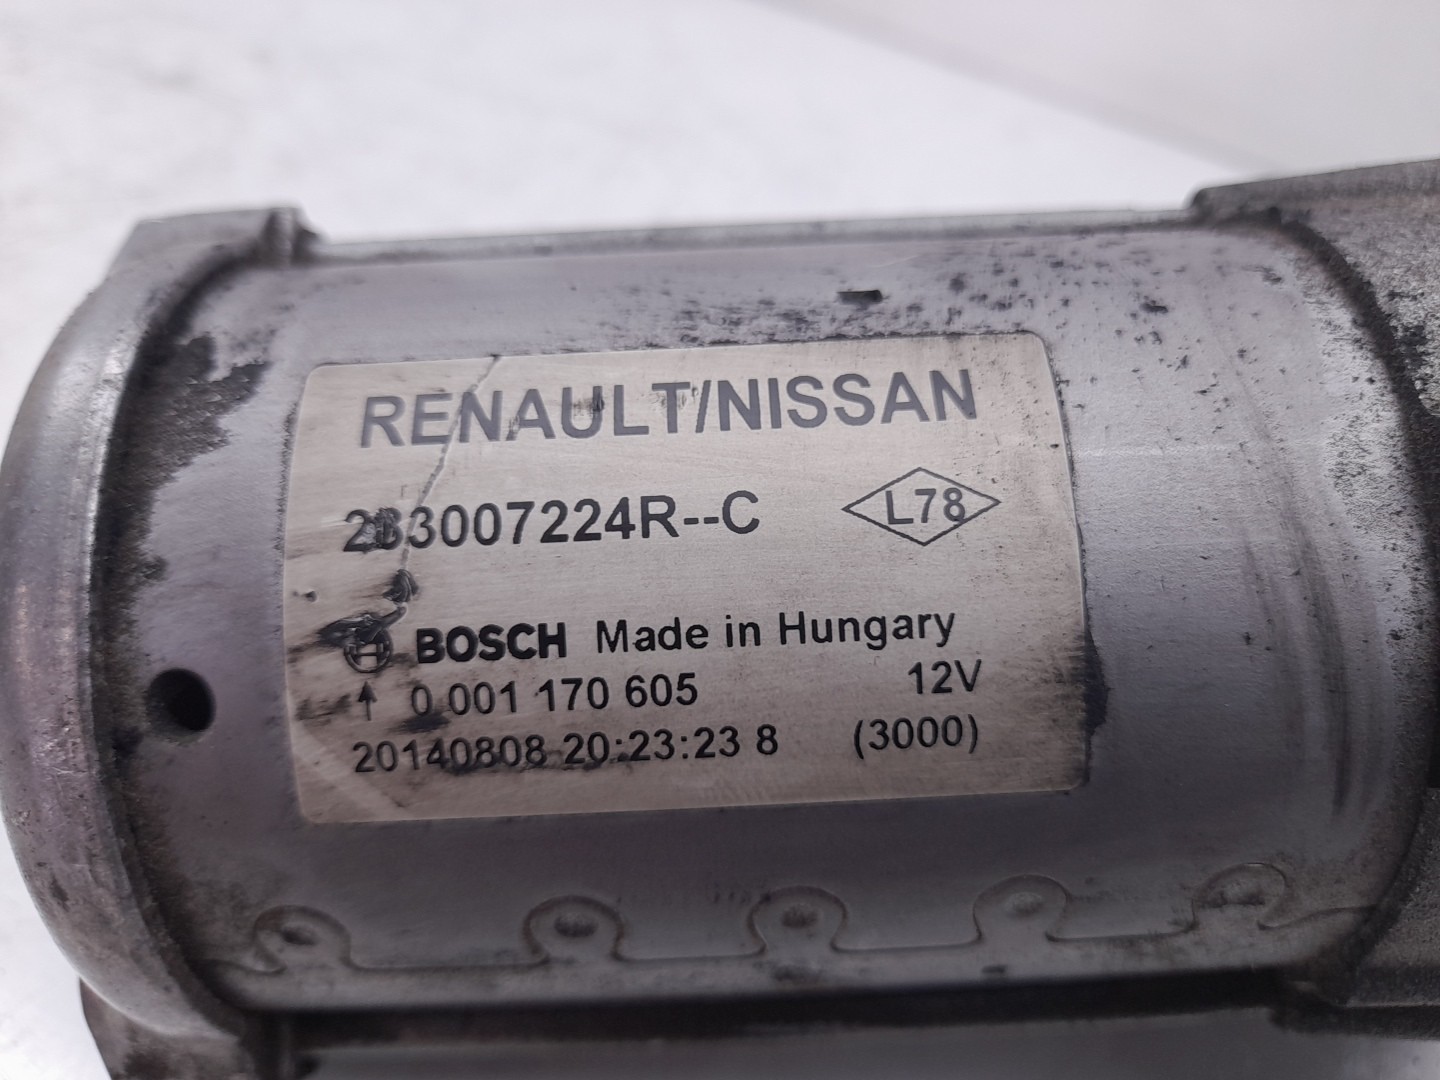 RENAULT/NISSAN
233007224R--C
L78
BOSCH Made in Hungary
0 001 170 605 12V
20140808 20:23:23 8 (3000)